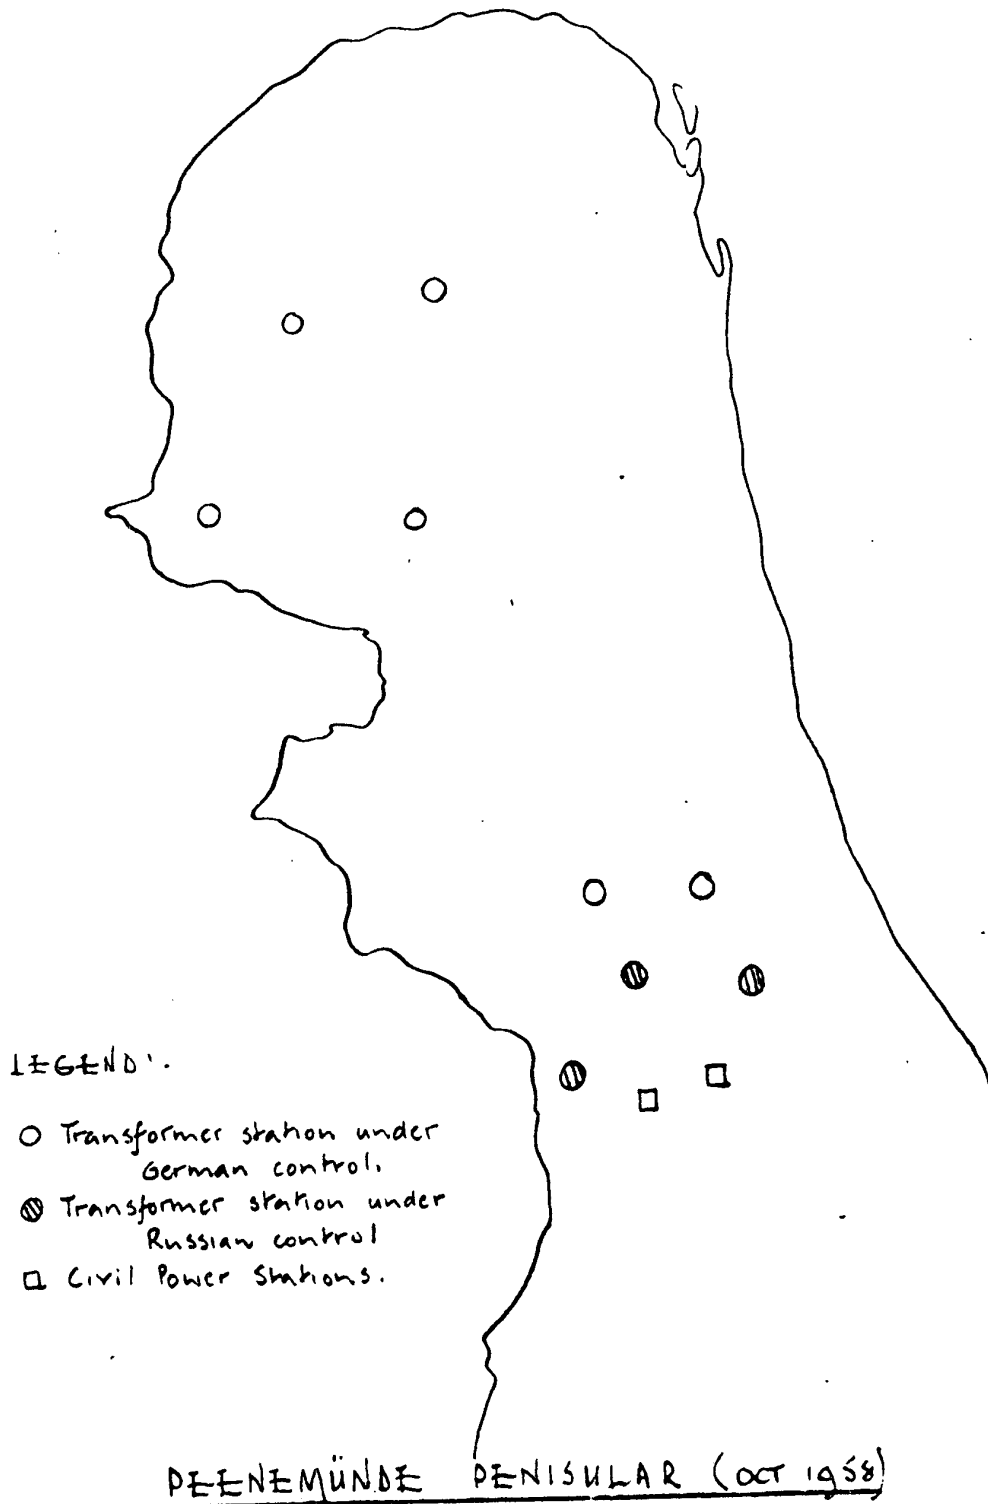 LEGEND:.
Transformer station under
German control.
Transformer station under
Russian control
Civil Power Stations.
PEENEMÜNDE PENISULAR (OCT 1958)